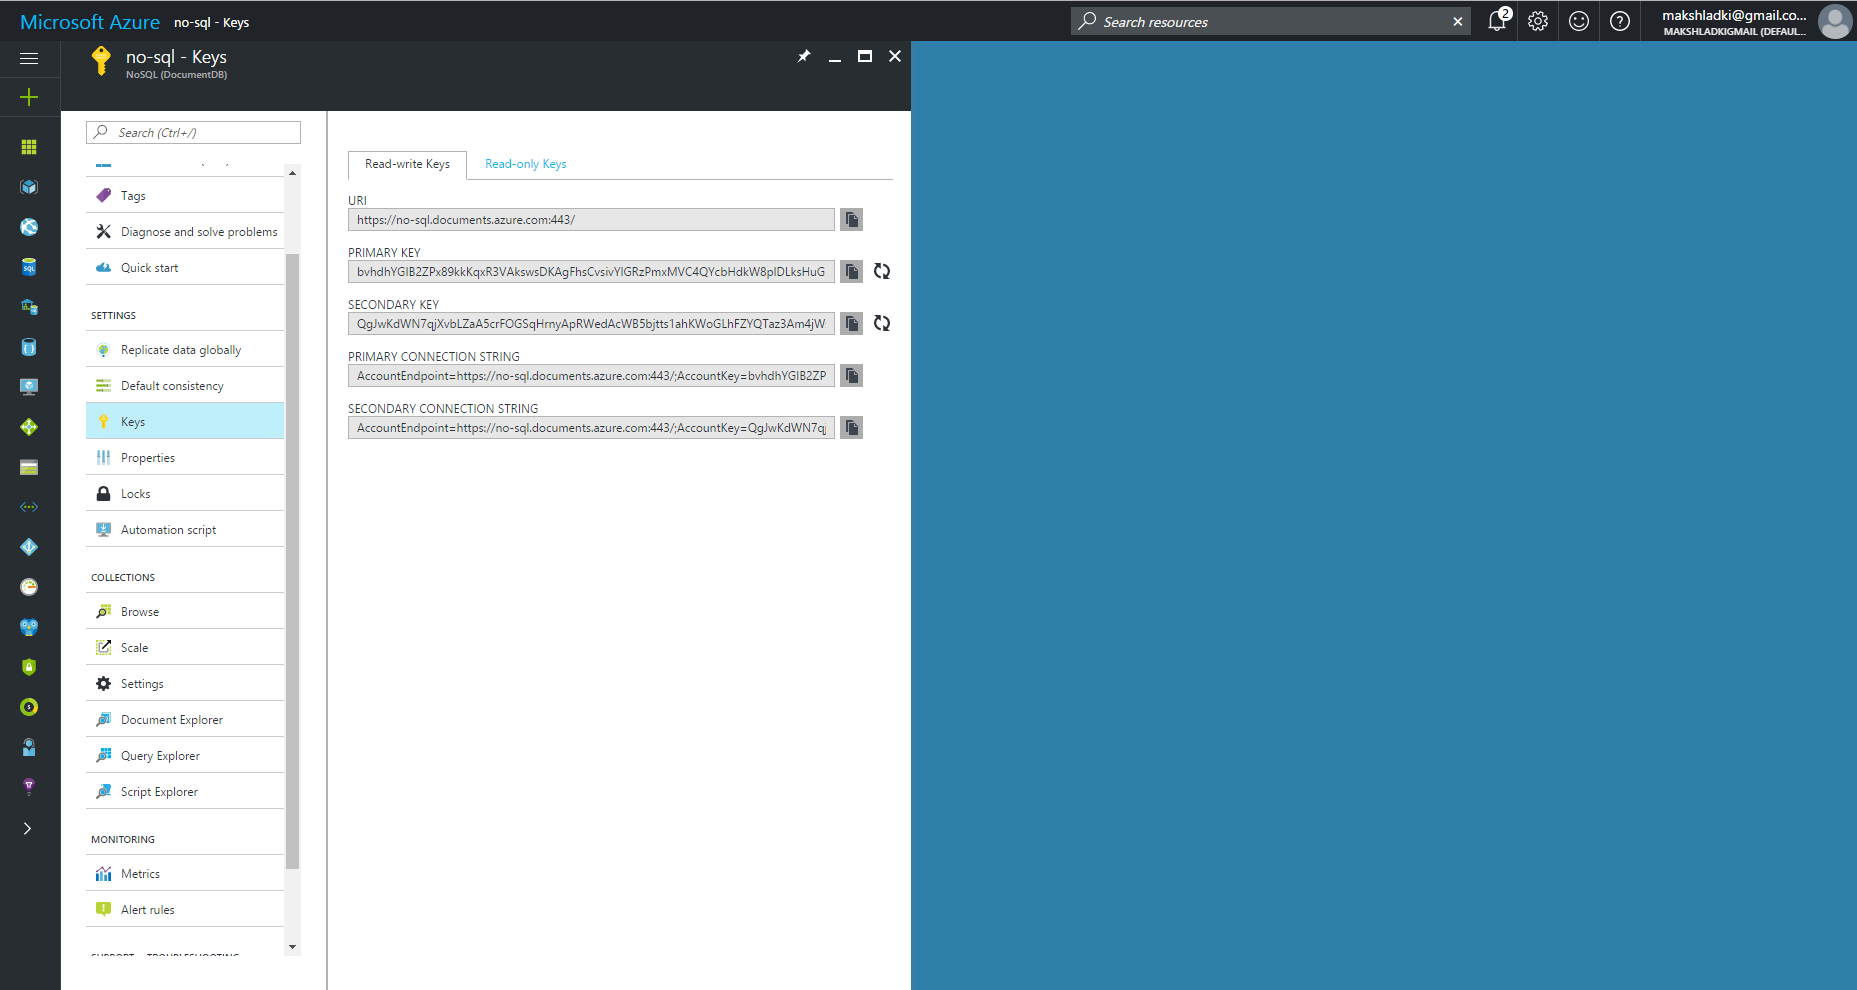 Microsoft Azure no-sql - Keys
Search resources
2
makshladki@gmail.co...
MAKSHLADKIGMAIL (DEFAUL...
no-sql - Keys
NoSQL (DocumentDB)
Search (Ctrl+/)
Tags
Diagnose and solve problems
Quick start
SETTINGS
Replicate data globally
Default consistency
Keys
Properties
Locks
Automation script
COLLECTIONS
Browse
Scale
Settings
Document Explorer
Query Explorer
Script Explorer
MONITORING
Metrics
Alert rules
Read-write Keys Read-only Keys
URI
https://no-sql.documents.azure.com:443/
PRIMARY KEY
bvhdhYGIB2ZPx89kkKqxR3VAkswsDKAgFhsCvsivYIGRzPmxMVC4QYcbHdkW8pIDLksHuG
SECONDARY KEY
QgJwKdWN7qjXvbLZaA5crFOGSqHrnyApRWedAcWB5bjtts1ahKWoGLhFZYQTaz3Am4jW
PRIMARY CONNECTION STRING
AccountEndpoint=https://no-sql.documents.azure.com:443/;AccountKey=bvhdhYGIB2ZP
SECONDARY CONNECTION STRING
AccountEndpoint=https://no-sql.documents.azure.com:443/;AccountKey=QgJwKdWN7qj